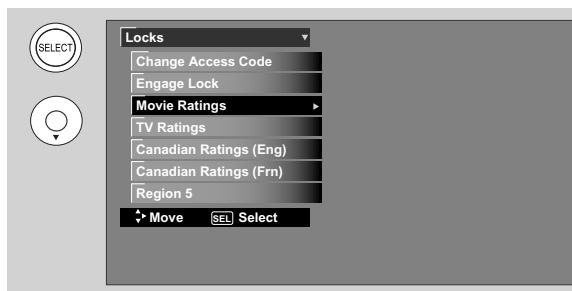 SELECT
Locks
Change Access Code
Engage Lock
Movie Ratings
TV Ratings
Canadian Ratings (Eng)
Canadian Ratings (Frn)
Region 5
Move SEL Select